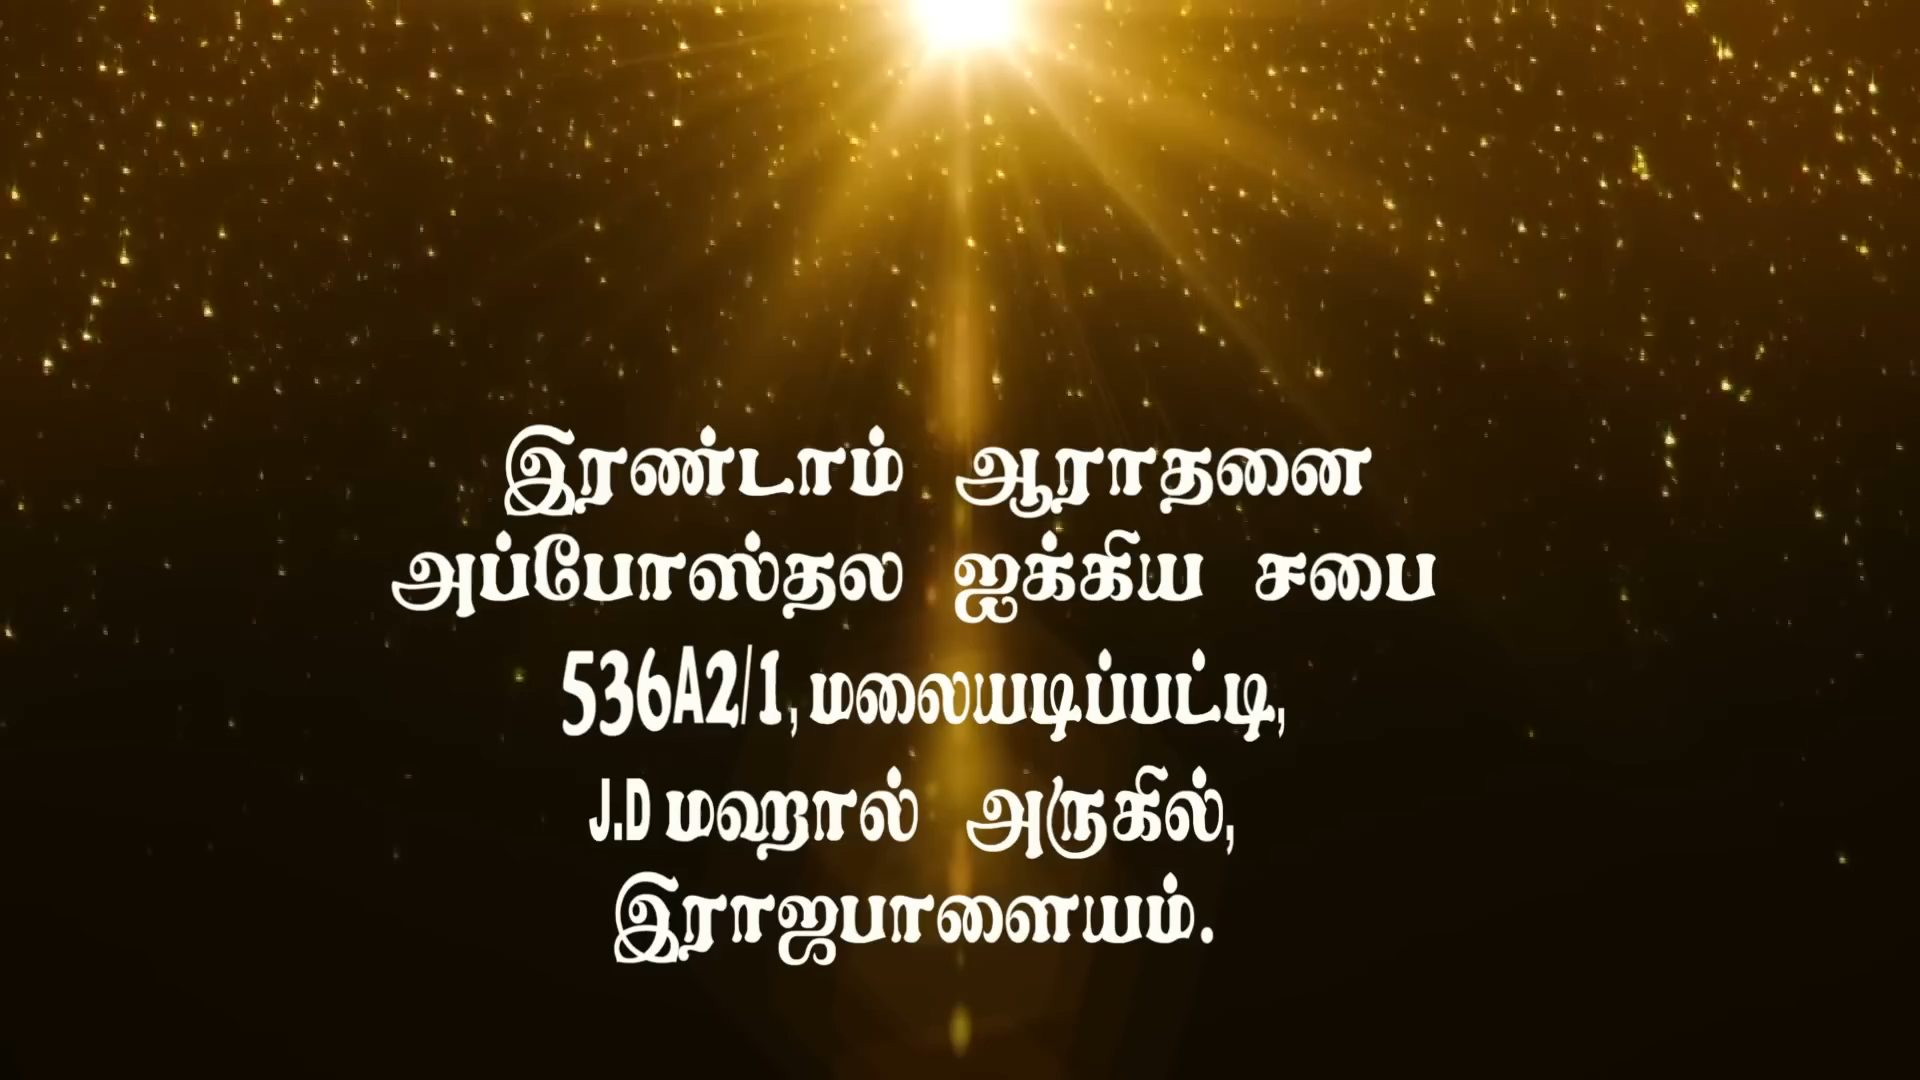 இரண்டாம் ஆராதனை
அப்போஸ்தல ஐக்கிய சபை
536A2/1, மலையடிப்பட்டி,
J.D மஹால் அருகில்,
இராஜபாளையம்.